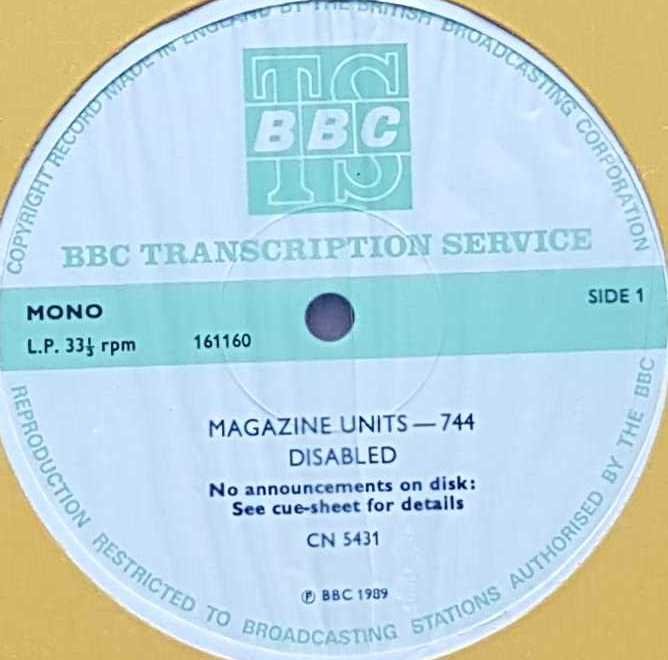 COPYRIGHT RECORD MADE IN ENGLAND BY THE BRITISH BROADCASTING CORPORATION
TS
BBC
BBC TRANSCRIPTION SERVICE
MONO
SIDE 1
L.P. 33⅓ rpm
161160
MAGAZINE UNITS — 744
DISABLED
No announcements on disk:
See cue-sheet for details
CN 5431
℗ BBC 1989
REPRODUCTION RESTRICTED TO BROADCASTING STATIONS AUTHORISED BY THE BBC